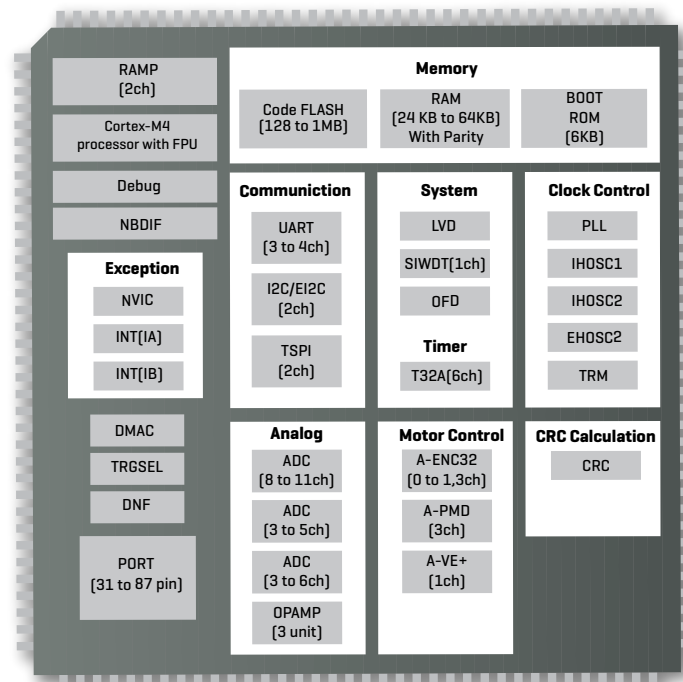 RAMP
(2ch)
Cortex-M4
processor with FPU
Debug
NBDIF
Exception
NVIC
INT(IA)
INT(IB)
DMAC
TRGSEL
DNF
PORT
(31 to 87 pin)
Memory
Code FLASH
(128 to 1MB)
RAM
(24 KB to 64KB)
With Parity
BOOT
ROM
(6KB)
Communiction
UART
(3 to 4ch)
I2C/EI2C
(2ch)
TSPI
(2ch)
System
LVD
SIWDT(1ch)
OFD
Timer
T32A(6ch)
Clock Control
PLL
IHOSC1
IHOSC2
EHOSC2
TRM
Analog
ADC
(8 to 11ch)
ADC
(3 to 5ch)
ADC
(3 to 6ch)
OPAMP
(3 unit)
Motor Control
A-ENC32
(0 to 1,3ch)
A-PMD
(3ch)
A-VE+
(1ch)
CRC Calculation
CRC